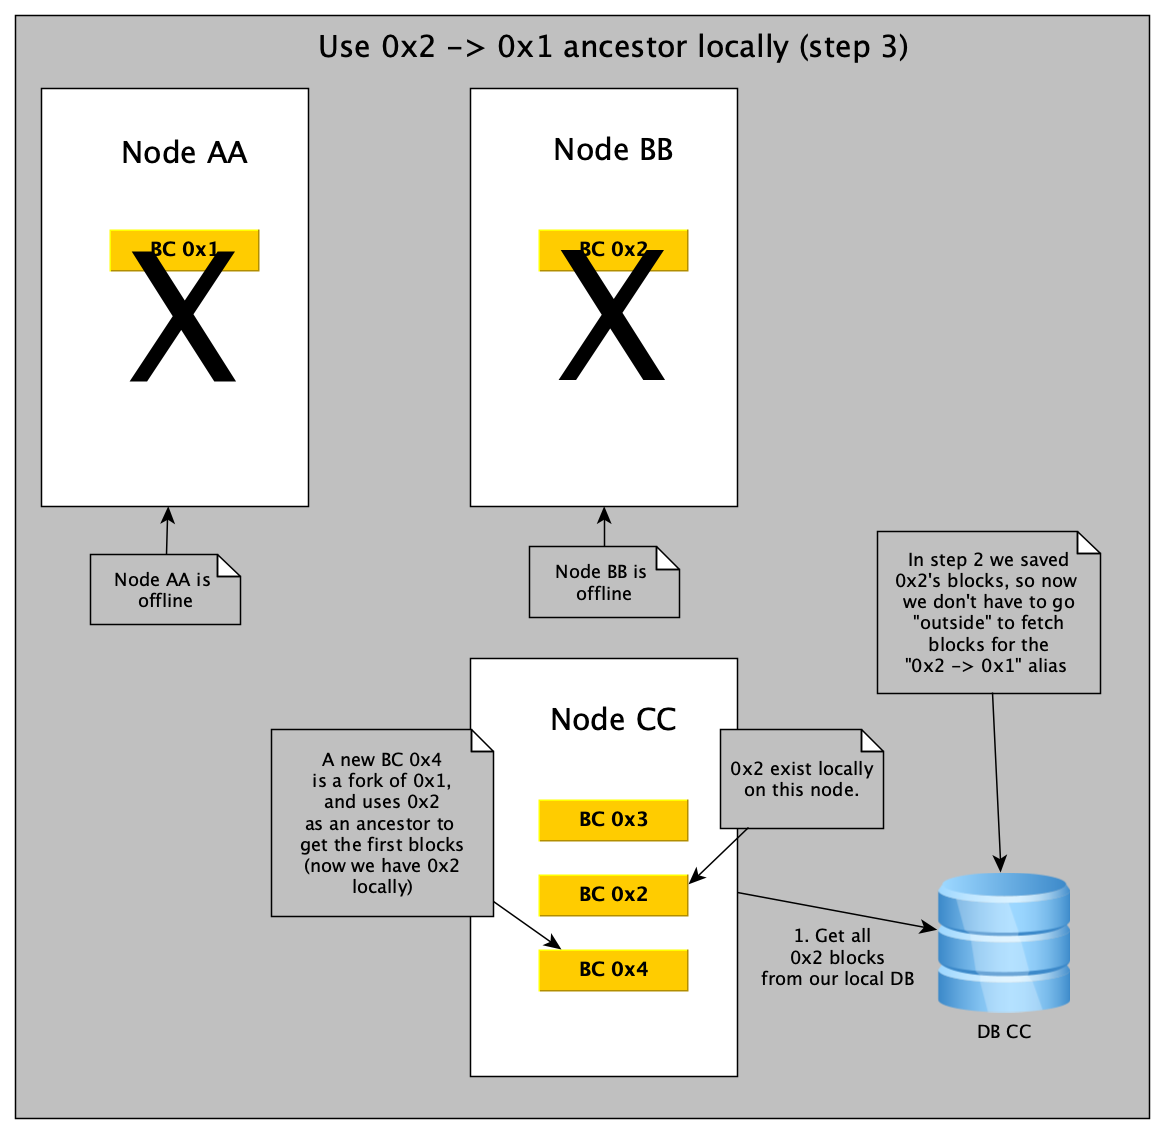 Use 0x2 -> 0x1 ancestor locally (step 3)
Node AA
BC 0x1
X
Node AA is
offline
Node BB
BC 0x2
X
Node BB is
offline
In step 2 we saved
0x2's blocks, so now
we don't have to go
"outside" to fetch
blocks for the
"0x2 -> 0x1" alias
Node CC
A new BC 0x4
is a fork of 0x1,
and uses 0x2
as an ancestor to
get the first blocks
(now we have 0x2
locally)
0x2 exist locally
on this node.
BC 0x3
BC 0x2
BC 0x4
1. Get all
0x2 blocks
from our local DB
DB CC